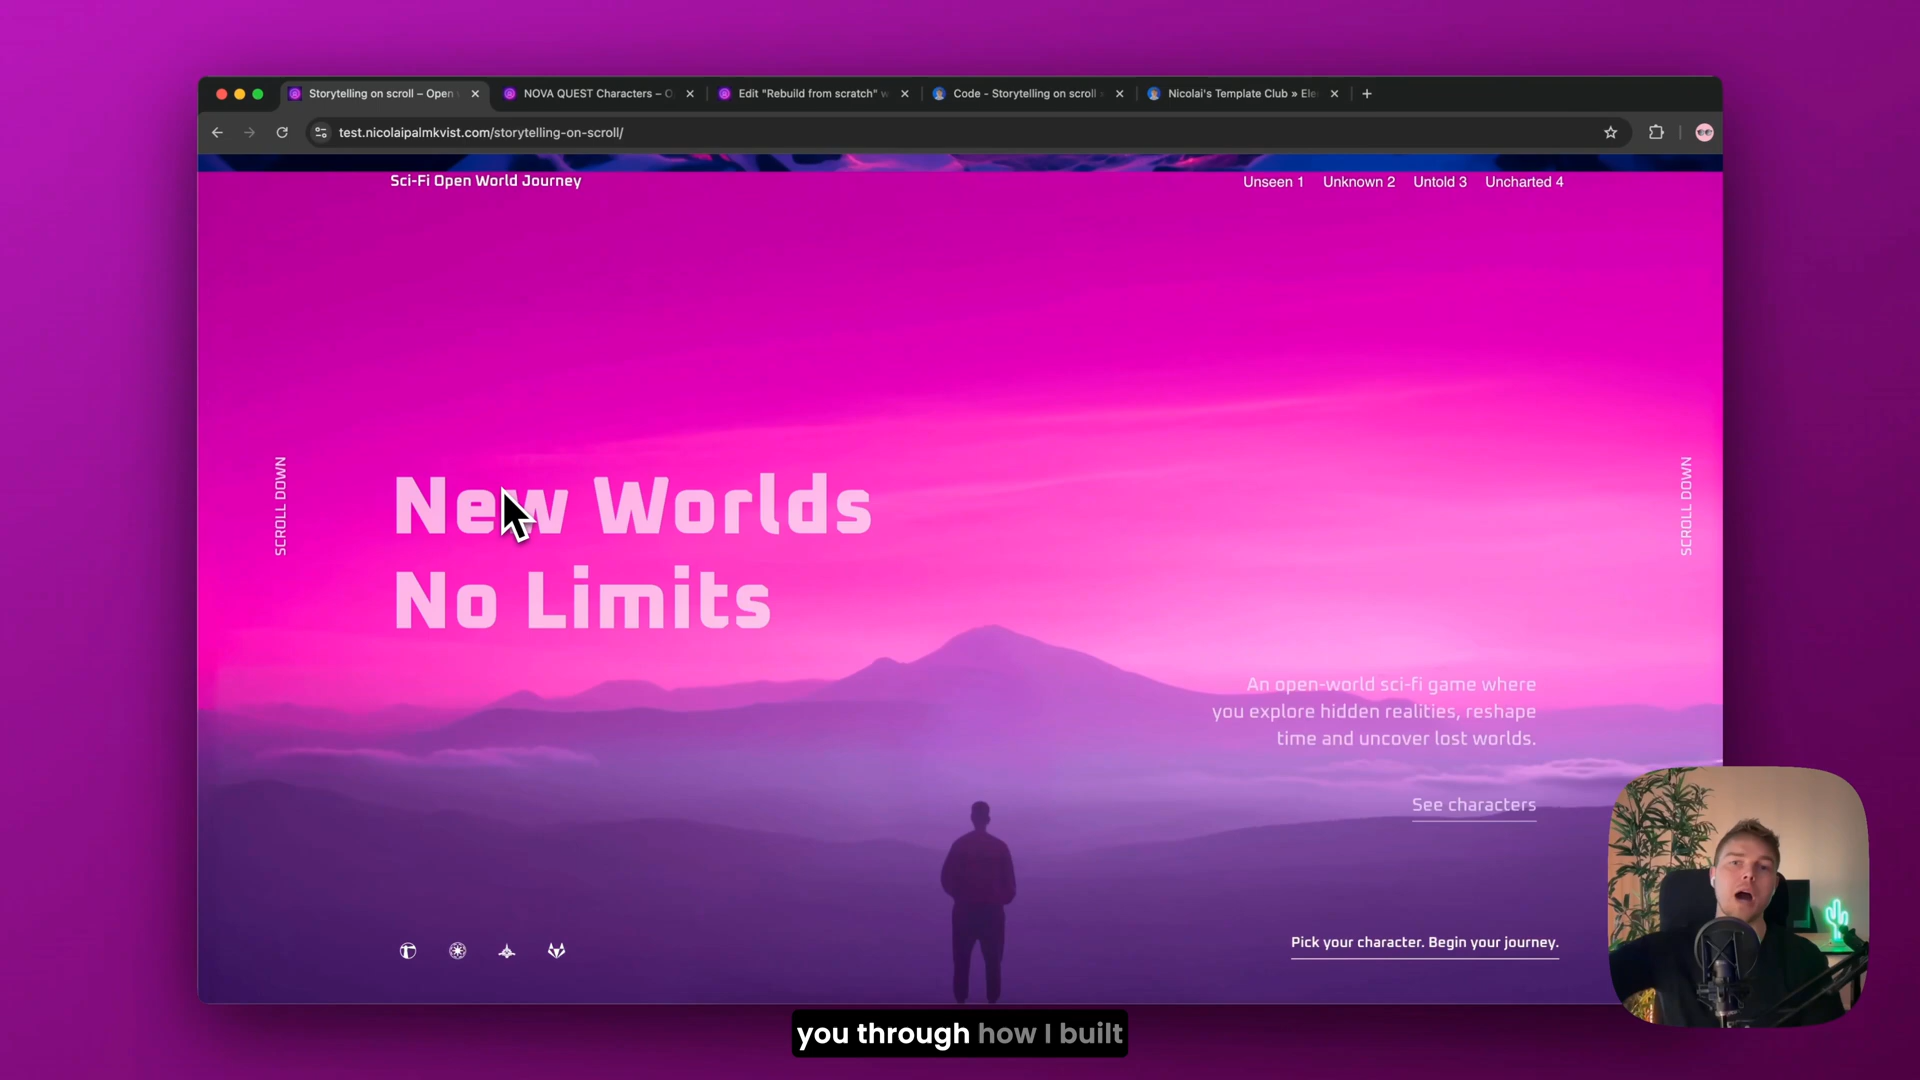 Storytelling on scroll – Open
NOVA QUEST Characters – O
Edit "Rebuild from scratch" w
Code - Storytelling on scroll
Nicolai's Template Club » Ele
test.nicolaipalmkvist.com/storytelling-on-scroll/
Sci-Fi Open World Journey
Unseen 1 Unknown 2 Untold 3 Uncharted 4
SCROLL DOWN
New Worlds
No Limits
SCROLL DOWN
An open-world sci-fi game where
you explore hidden realities, reshape
time and uncover lost worlds.
See characters
Pick your character. Begin your journey.
you through how I built